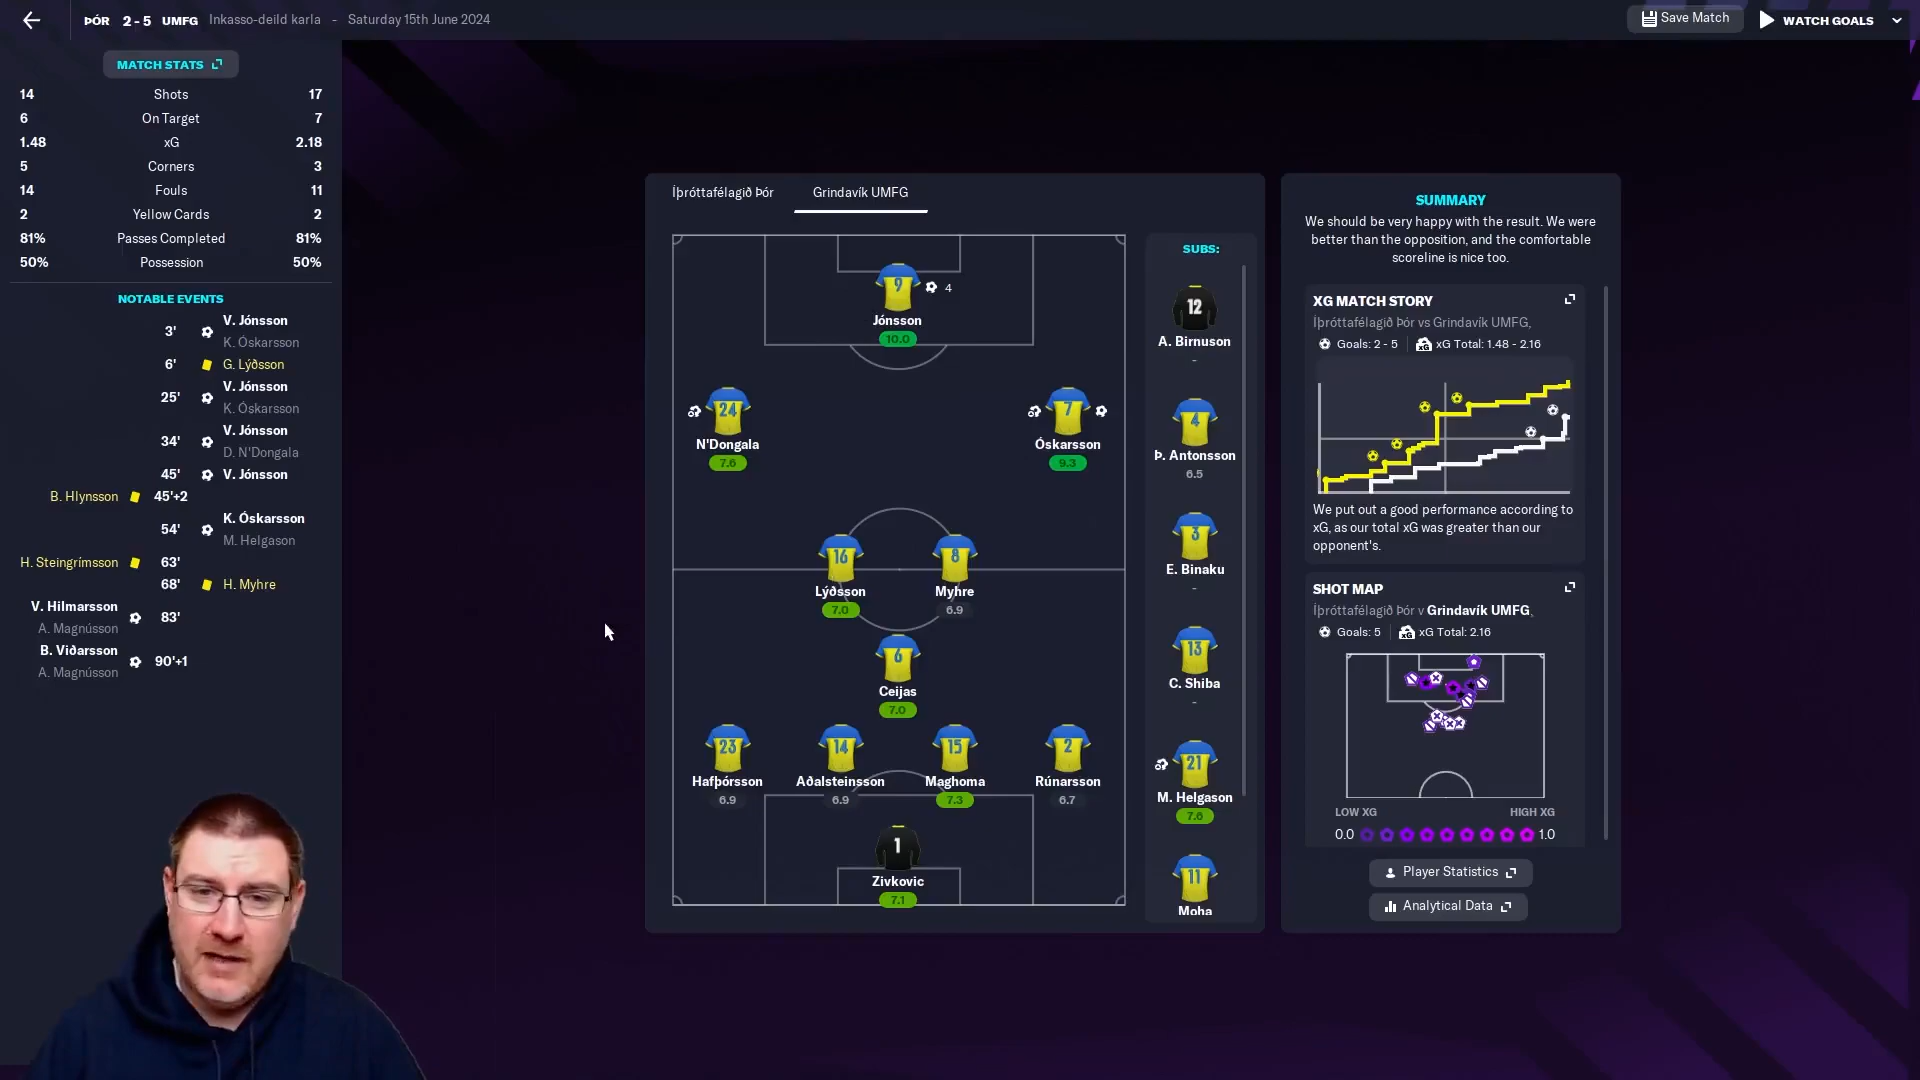 ÞÓR 2 - 5 UMFG Inkasso-deild karla - Saturday 15th June 2024
Save Match
WATCH GOALS
MATCH STATS
14 Shots 17
6 On Target 7
1.48 xG 2.18
5 Corners 3
14 Fouls 11
2 Yellow Cards 2
81% Passes Completed 81%
50% Possession 50%
NOTABLE EVENTS
3' V. Jónsson
K. Óskarsson
6' G. Lýðsson
25' V. Jónsson
K. Óskarsson
34' V. Jónsson
D. N'Dongala
45' V. Jónsson
B. Hlynsson 45'+2
54' K. Óskarsson
M. Helgason
H. Steingrímsson 63'
68' H. Myhre
V. Hilmarsson 83'
A. Magnússon
B. Viðarsson 90'+1
A. Magnússon
Íþróttafélagið Þór Grindavík UMFG
9 4
Jónsson
10.0
24
N'Dongala
7.6
7
Óskarsson
9.3
16
Lýðsson
7.0
8
Myhre
6.9
6
Ceijas
7.0
23
Hafþórsson
6.9
14
Aðalsteinsson
6.9
15
Maghoma
7.3
2
Rúnarsson
6.7
1
Zivkovic
7.1
SUBS:
12
A. Birnuson
-
4
Þ. Antonsson
6.5
3
E. Binaku
-
13
C. Shiba
-
21
M. Helgason
7.6
11
Moha
SUMMARY
We should be very happy with the result. We were
better than the opposition, and the comfortable
scoreline is nice too.
XG MATCH STORY
Íþróttafélagið Þór vs Grindavík UMFG,
Goals: 2 - 5 xG Total: 1.48 - 2.16
We put out a good performance according to
xG, as our total xG was greater than our
opponent's.
SHOT MAP
Íþróttafélagið Þór v Grindavík UMFG,
Goals: 5 xG Total: 2.16
LOW XG HIGH XG
0.0 1.0
Player Statistics
Analytical Data